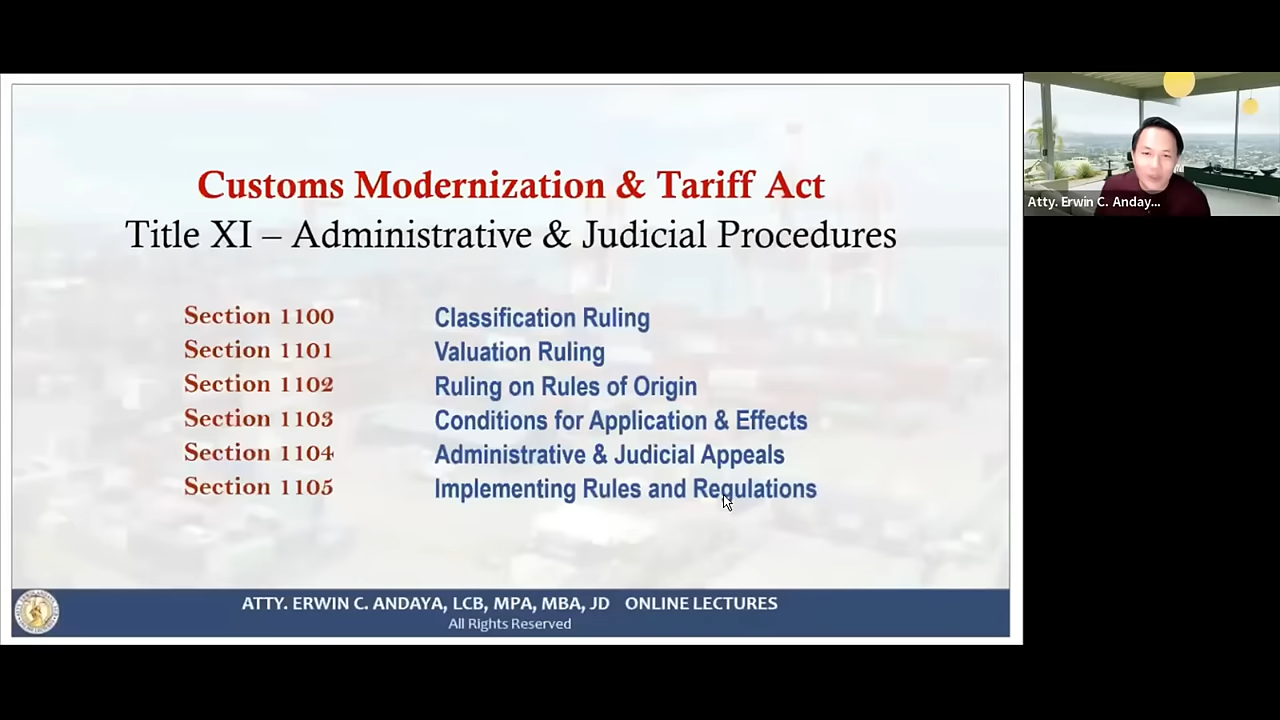 Customs Modernization & Tariff Act
Title XI – Administrative & Judicial Procedures
Section 1100 Classification Ruling
Section 1101 Valuation Ruling
Section 1102 Ruling on Rules of Origin
Section 1103 Conditions for Application & Effects
Section 1104 Administrative & Judicial Appeals
Section 1105 Implementing Rules and Regulations
ATTY. ERWIN C. ANDAYA, LCB, MPA, MBA, JD ONLINE LECTURES
All Rights Reserved
Atty. Erwin C. Anday...